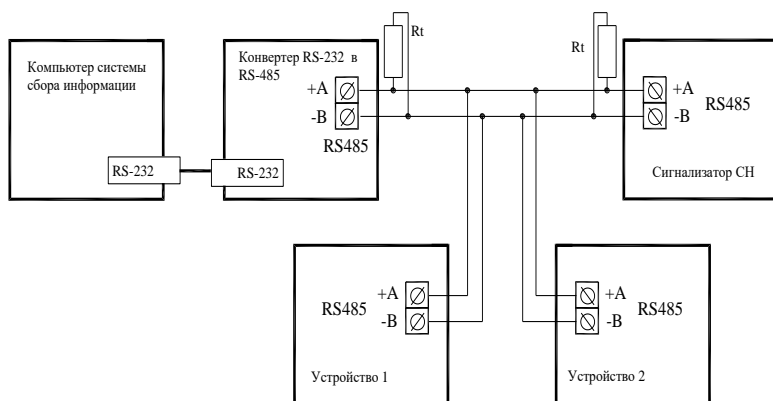 Компьютер системы
сбора информации
RS-232
Конвертер RS-232 в
RS-485
+A
-B
RS485
RS-232
Rt
Rt
+A
RS485
-B
Сигнализатор СН
+A
RS485
-B
Устройство 1
+A
RS485
-B
Устройство 2